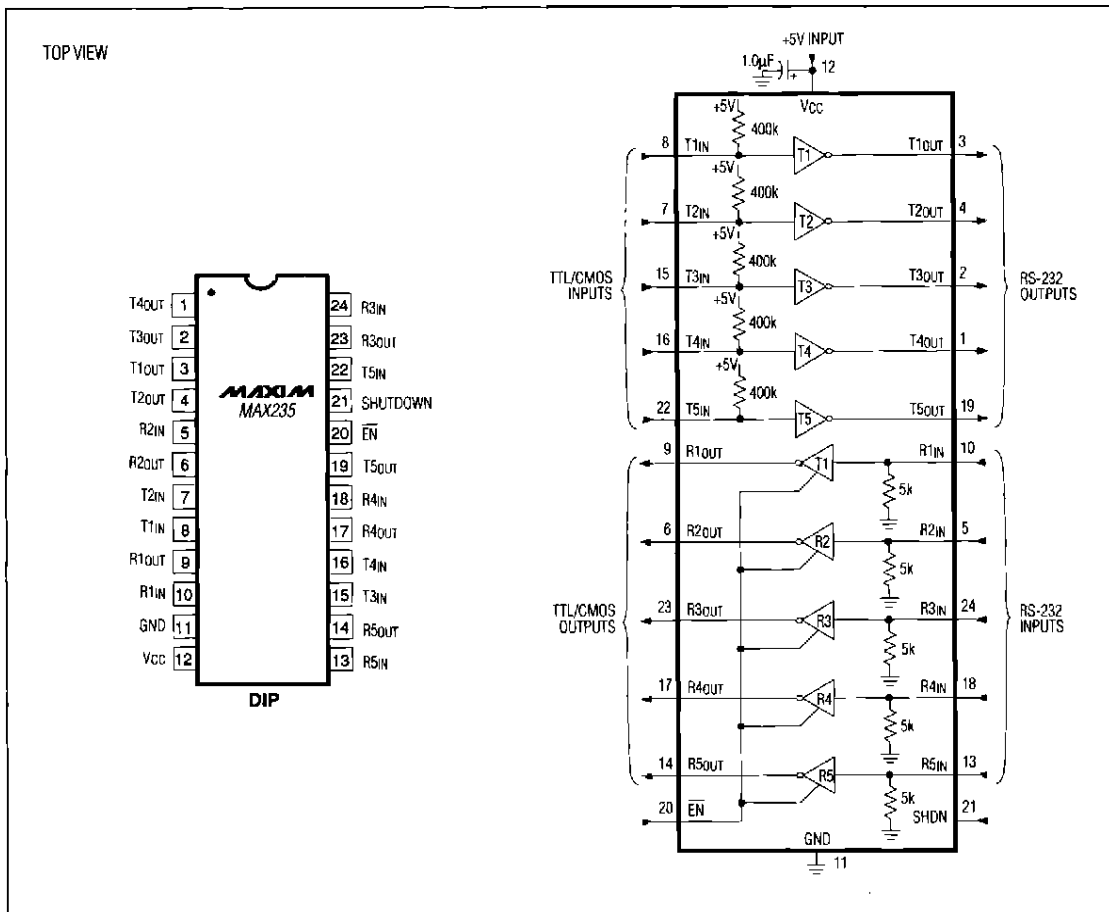 TOP VIEW
T4OUT 1
T3OUT 2
T1OUT 3
T2OUT 4
R2IN 5
R2OUT 6
T2IN 7
T1IN 8
R1OUT 9
R1IN 10
GND 11
VCC 12
MAXIM
MAX235
24 R3IN
23 R3OUT
22 T5IN
21 SHUTDOWN
20 EN
19 T5OUT
18 R4IN
17 R4OUT
16 T4IN
15 T3IN
14 R5OUT
13 R5IN
DIP
+5V INPUT
1.0µF + 12
VCC
+5V 400k
8 T1IN T1 T1OUT 3
+5V 400k
7 T2IN T2 T2OUT 4
+5V 400k
15 T3IN T3 T3OUT 2
+5V 400k
16 T4IN T4 T4OUT 1
+5V 400k
22 T5IN T5 T5OUT 19
TTL/CMOS
INPUTS
RS-232
OUTPUTS
9 R1OUT T1 R1IN 10
5k
6 R2OUT R2 R2IN 5
5k
23 R3OUT R3 R3IN 24
5k
17 R4OUT R4 R4IN 18
5k
14 R5OUT R5 R5IN 13
5k
TTL/CMOS
OUTPUTS
RS-232
INPUTS
20 EN SHDN 21
GND
11